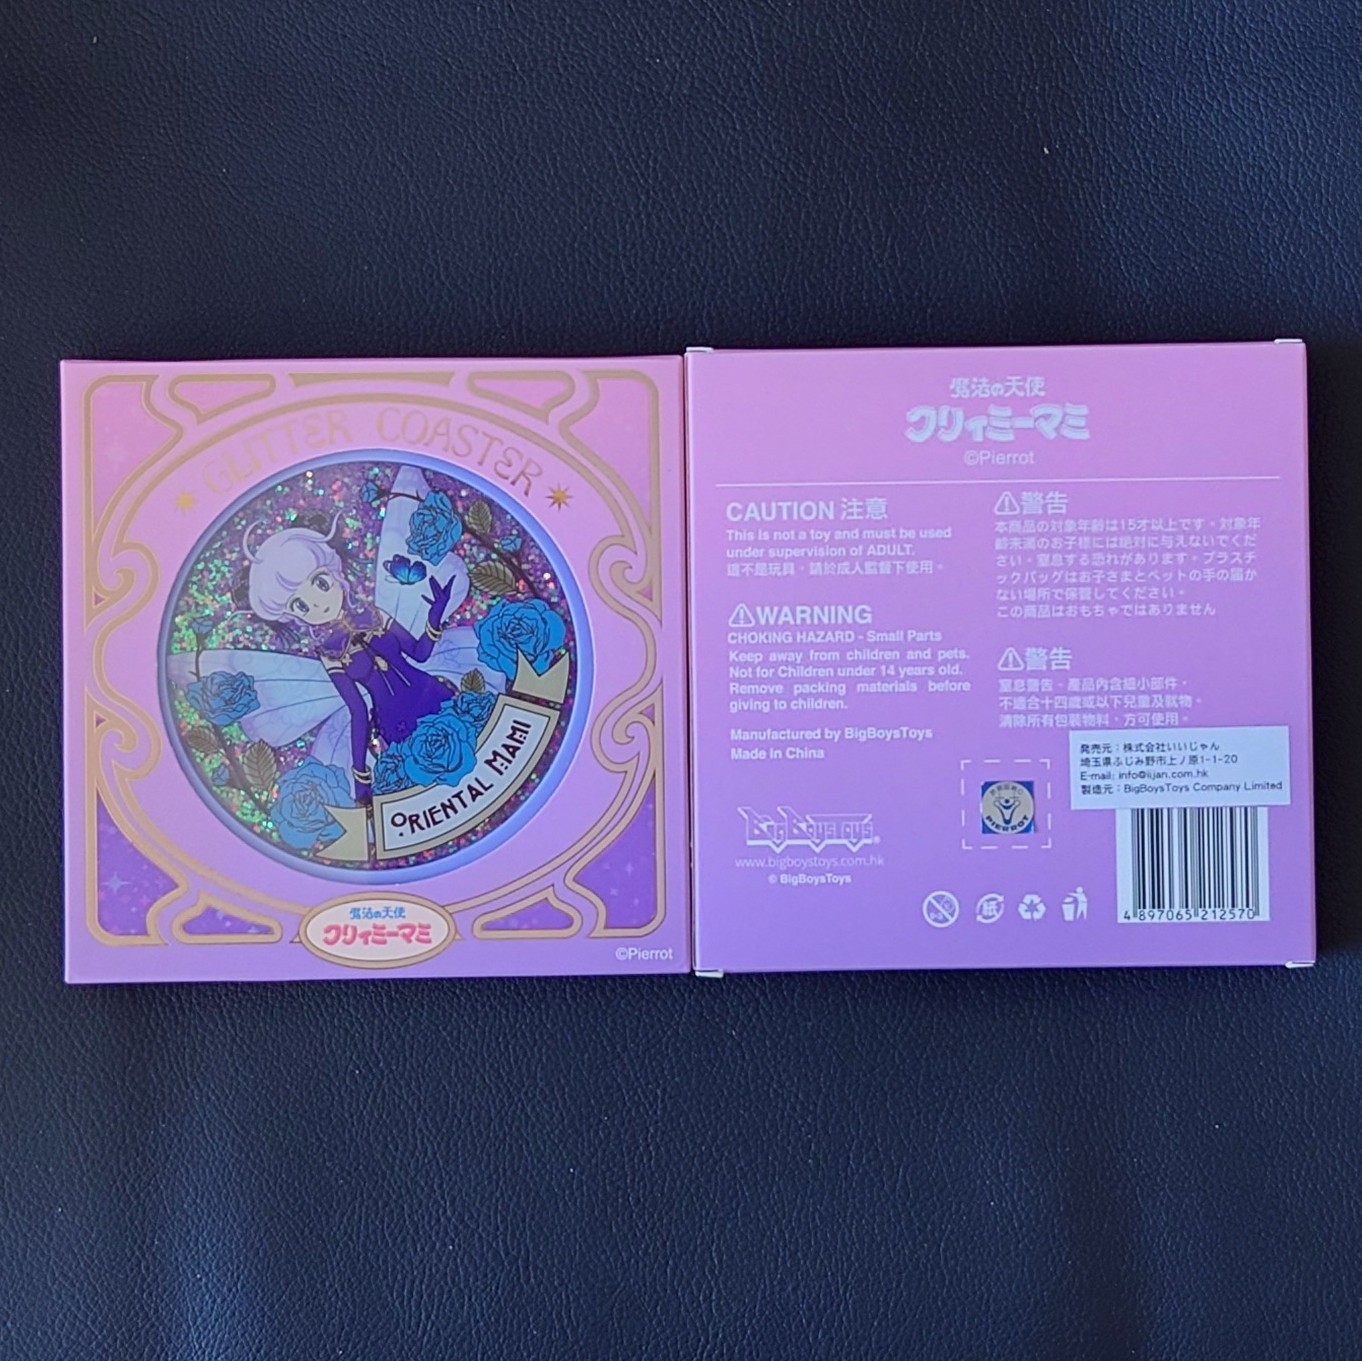 GLITTER COASTER
ORIENTAL MAMI
魔法の天使
クリィミーマミ
©Pierrot
魔法の天使
クリィミーマミ
©Pierrot
CAUTION 注意
This is not a toy and must be used
under supervision of ADULT.
這不是玩具。請於成人監督下使用。
⚠WARNING
CHOKING HAZARD - Small Parts
Keep away from children and pets.
Not for Children under 14 years old.
Remove packing materials before
giving to children.
Manufactured by BigBoysToys
Made in China
BigBoysToys®
www.bigboystoys.com.hk
© BigBoysToys
⚠警告
本商品の対象年齢は15才以上です。対象年
齢未満のお子様には絶対に与えないでくだ
さい。窒息する恐れがあります。プラスチ
ックバッグはお子さまとペットの手の届か
ない場所で保管してください。
この商品はおもちゃではありません
⚠警告
窒息警告。產品內含細小部件。
不適合十四歲或以下兒童及寵物。
清除所有包裝物料，方可使用。
発売元：株式会社いいじゃん
埼玉県ふじみ野市上ノ原1-1-20
E-mail: info@iijan.com.hk
製造元：BigBoysToys Company Limited
PIERROT
0-3
紙
4 897065 212570